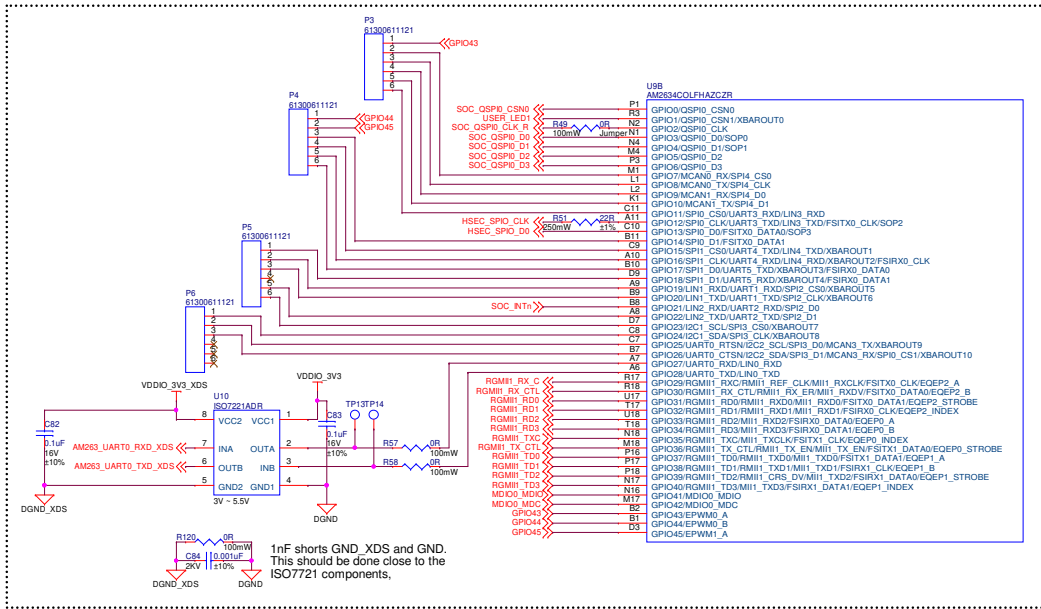 P3
61300611121
1
2
3
4
5
6
GPIO43
P4
61300611121
1
2
3
4
5
6
GPIO44
GPIO45
P5
61300611121
1
2
3
4
5
6
P6
61300611121
1
2
3
4
5
6
SOC_QSPI0_CSN0
USER_LED1
SOC_QSPI0_CLK_R
SOC_QSPI0_D0
SOC_QSPI0_D1
SOC_QSPI0_D2
SOC_QSPI0_D3
R49 0R
100mW Jumper
HSEC_SPI0_CLK
HSEC_SPI0_D0
R51 22R
250mW ±1%
SOC_INTn
U9B
AM2634COLFHAZCZR
P1 GPIO0/QSPI0_CSN0
R3 GPIO1/QSPI0_CSN1/XBAROUT0
N2 GPIO2/QSPI0_CLK
N1 GPIO3/QSPI0_D0/SOP0
N4 GPIO4/QSPI0_D1/SOP1
M4 GPIO5/QSPI0_D2
P3 GPIO6/QSPI0_D3
M1 GPIO7/MCAN0_RX/SPI4_CS0
L1 GPIO8/MCAN0_TX/SPI4_CLK
L2 GPIO9/MCAN1_RX/SPI4_D0
K1 GPIO10/MCAN1_TX/SPI4_D1
C11 GPIO11/SPI0_CS0/UART3_RXD/LIN3_RXD
A11 GPIO12/SPI0_CLK/UART3_TXD/LIN3_TXD/FSITX0_CLK/SOP2
C10 GPIO13/SPI0_D0/FSITX0_DATA0/SOP3
B11 GPIO14/SPI0_D1/FSITX0_DATA1
C9 GPIO15/SPI1_CS0/UART4_TXD/LIN4_TXD/XBAROUT1
A10 GPIO16/SPI1_CLK/UART4_RXD/LIN4_RXD/XBAROUT2/FSIRX0_CLK
B10 GPIO17/SPI1_D0/UART5_TXD/XBAROUT3/FSIRX0_DATA0
D9 GPIO18/SPI1_D1/UART5_RXD/XBAROUT4/FSIRX0_DATA1
A9 GPIO19/LIN1_RXD/UART1_RXD/SPI2_CS0/XBAROUT5
B9 GPIO20/LIN1_TXD/UART1_TXD/SPI2_CLK/XBAROUT6
B8 GPIO21/LIN2_RXD/UART2_RXD/SPI2_D0
A8 GPIO22/LIN2_TXD/UART2_TXD/SPI2_D1
D7 GPIO23/I2C1_SCL/SPI3_CS0/XBAROUT7
C8 GPIO24/I2C1_SDA/SPI3_CLK/XBAROUT8
C7 GPIO25/UART0_RTSN/I2C2_SCL/SPI3_D0/MCAN3_TX/XBAROUT9
B7 GPIO26/UART0_CTSN/I2C2_SDA/SPI3_D1/MCAN3_RX/SPI0_CS1/XBAROUT10
A7 GPIO27/UART0_RXD/LIN0_RXD
A6 GPIO28/UART0_TXD/LIN0_TXD
RGMII1_RX_C R17 GPIO29/RGMII1_RXC/RMII1_REF_CLK/MII1_RXCLK/FSITX0_CLK/EQEP2_A
RGMII1_RX_CTL R18 GPIO30/RGMII1_RX_CTL/RMII1_RX_ER/MII1_RXDV/FSITX0_DATA0/EQEP2_B
RGMII1_RD0 U17 GPIO31/RGMII1_RD0/RMII1_RXD0/MII1_RXD0/FSITX0_DATA1/EQEP2_STROBE
RGMII1_RD1 T17 GPIO32/RGMII1_RD1/RMII1_RXD1/MII1_RXD1/FSIRX0_CLK/EQEP2_INDEX
RGMII1_RD2 U18 GPIO33/RGMII1_RD2/MII1_RXD2/FSIRX0_DATA0/EQEP0_A
RGMII1_RD3 T18 GPIO34/RGMII1_RD3/MII1_RXD3/FSIRX0_DATA1/EQEP0_B
RGMII1_TXC N18 GPIO35/RGMII1_TXC/MII1_TXCLK/FSITX1_CLK/EQEP0_INDEX
RGMII1_TX_CTL M18 GPIO36/RGMII1_TX_CTL/RMII1_TX_EN/MII1_TX_EN/FSITX1_DATA0/EQEP0_STROBE
RGMII1_TD0 P16 GPIO37/RGMII1_TD0/RMII1_TXD0/MII1_TXD0/FSITX1_DATA1/EQEP1_A
RGMII1_TD1 P17 GPIO38/RGMII1_TD1/RMII1_TXD1/MII1_TXD1/FSIRX1_CLK/EQEP1_B
RGMII1_TD2 P18 GPIO39/RGMII1_TD2/RMII1_CRS_DV/MII1_TXD2/FSIRX1_DATA0/EQEP1_STROBE
RGMII1_TD3 N17 GPIO40/RGMII1_TD3/MII1_TXD3/FSIRX1_DATA1/EQEP1_INDEX
MDIO0_MDIO N16 GPIO41/MDIO0_MDIO
MDIO0_MDC M17 GPIO42/MDIO0_MDC
GPIO43 B2 GPIO43/EPWM0_A
GPIO44 B1 GPIO44/EPWM0_B
GPIO45 D3 GPIO45/EPWM1_A
VDDIO_3V3_XDS
VDDIO_3V3
U10
ISO7221ADR
8 VCC2 VCC1 1
7 INA OUTA 2
6 OUTB INB 3
5 GND2 GND1 4
3V ~ 5.5V
C82
0.1uF
16V
±10%
C83
0.1uF
16V
±10%
TP13 TP14
AM263_UART0_RXD_XDS
AM263_UART0_TXD_XDS
R57 0R
100mW
R58 0R
100mW
DGND_XDS
DGND
R120 0R
100mW
C84 0.001uF
2KV ±10%
DGND_XDS
DGND
1nF shorts GND_XDS and GND.
This should be done close to the
ISO7721 components,